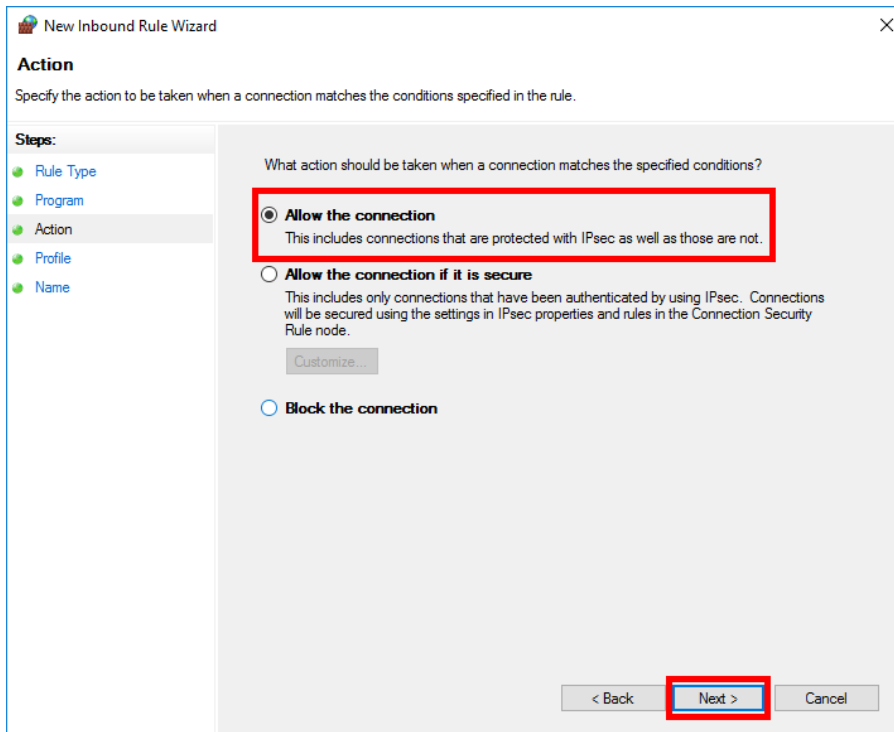 New Inbound Rule Wizard
Action
Specify the action to be taken when a connection matches the conditions specified in the rule.
Steps:
Rule Type
Program
Action
Profile
Name
What action should be taken when a connection matches the specified conditions?
Allow the connection
This includes connections that are protected with IPsec as well as those are not.
Allow the connection if it is secure
This includes only connections that have been authenticated by using IPsec.  Connections
will be secured using the settings in IPsec properties and rules in the Connection Security
Rule node.
Customize...
Block the connection
< Back
Next >
Cancel